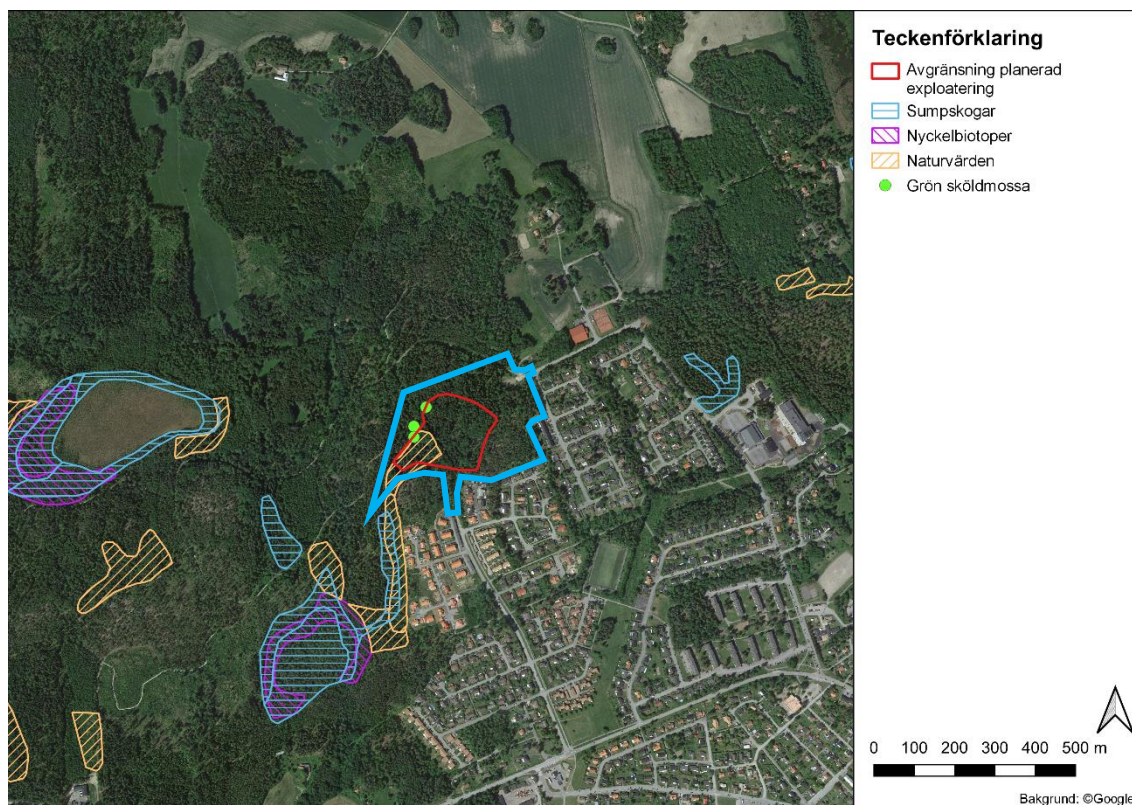 Teckenförklaring
Avgränsning planerad
exploatering
Sumpskogar
Nyckelbiotoper
Naturvärden
Grön sköldmossa
0 100 200 300 400 500 m
Bakgrund: ©Google